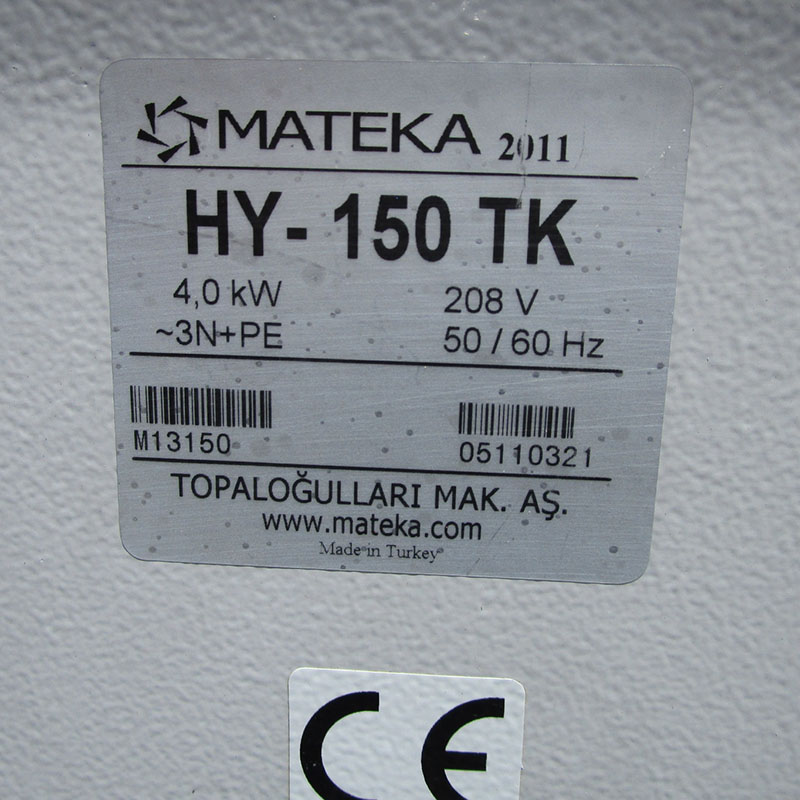 MATEKA 2011
HY- 150 TK
4,0 kW 208 V
~3N+PE 50 / 60 Hz
M13150 05110321
TOPALOĞULLARI MAK. AŞ.
www.mateka.com
Made in Turkey
CE